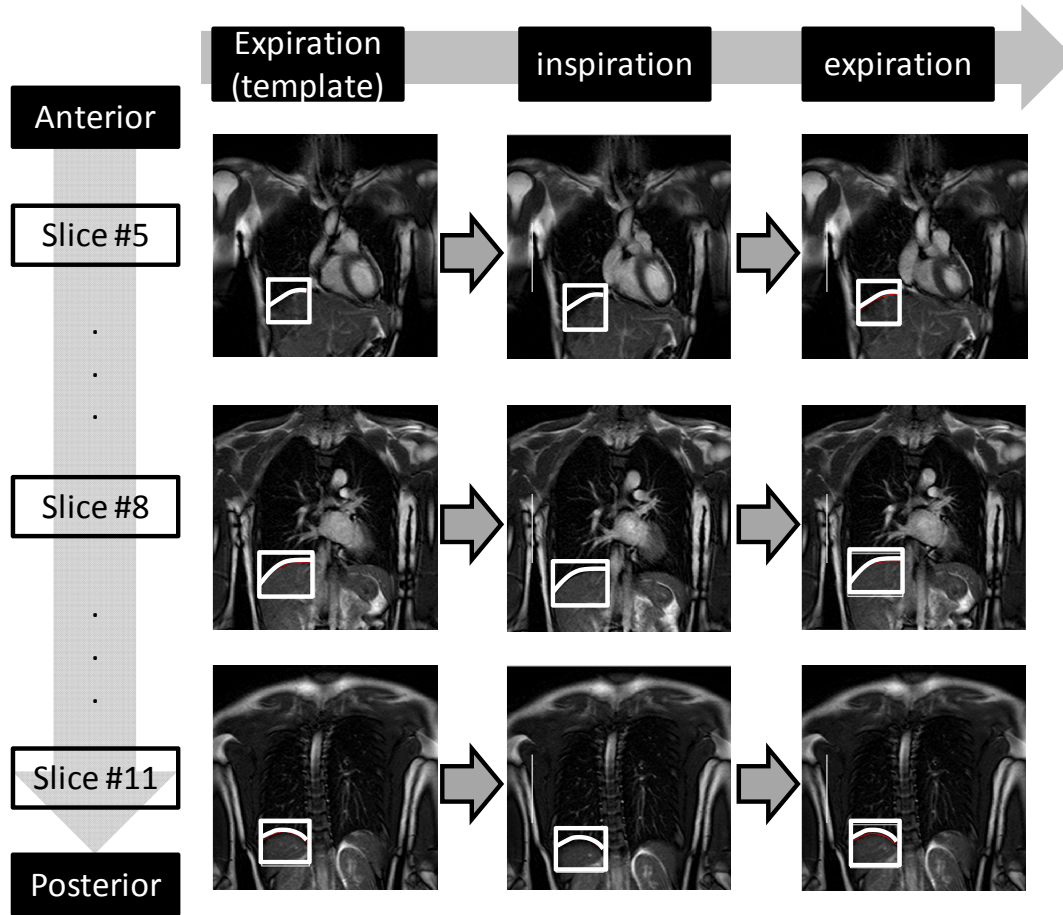 Expiration
(template)
inspiration
expiration
Anterior
Slice #5
.
.
.
Slice #8
.
.
.
Slice #11
Posterior